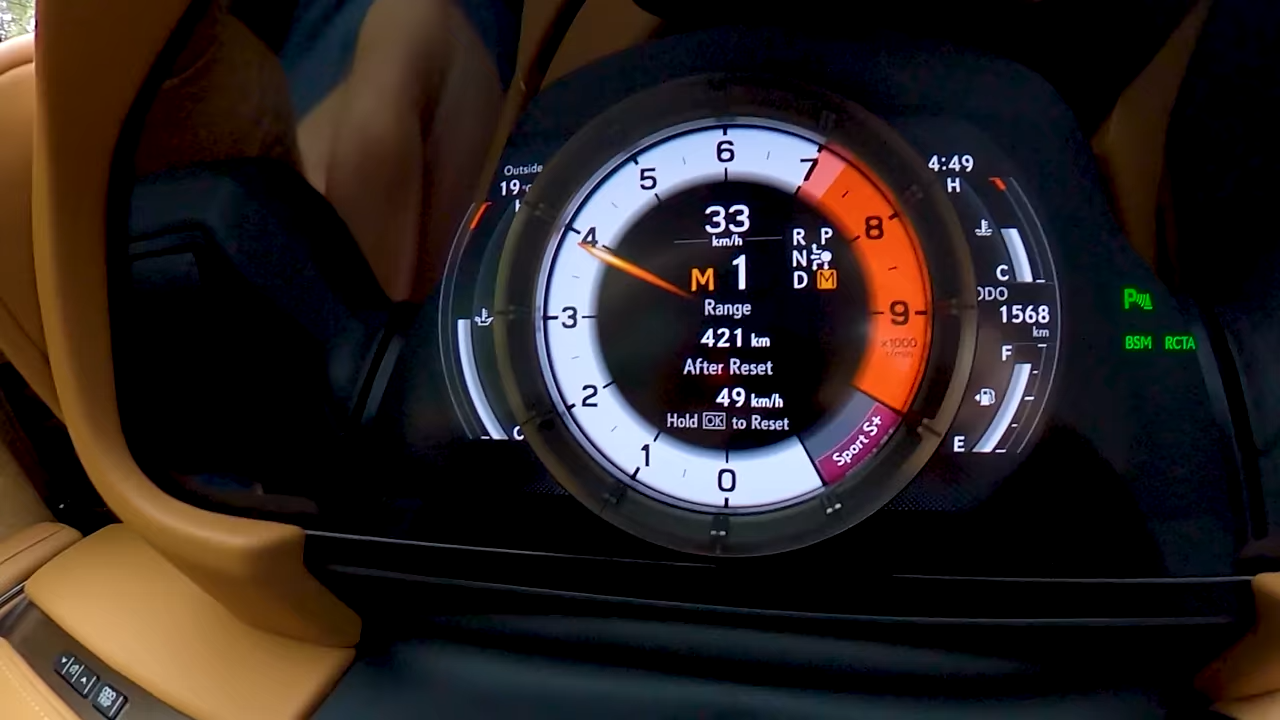 Outside
19°C
H
C
0
1
2
3
4
5
6
7
8
9
×1000
r/min
Sport S+
33
km/h
M 1
R P
N
D M
Range
421 km
After Reset
49 km/h
Hold OK to Reset
4:49
H
C
ODO
1568
km
F
E
P
BSM RCTA